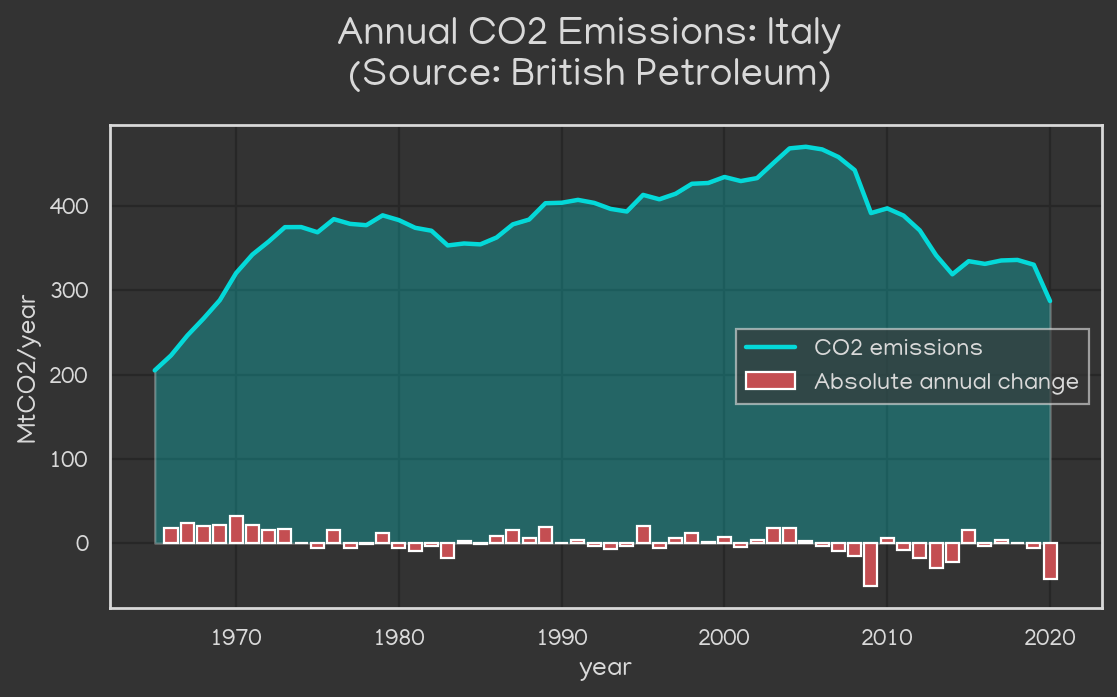 Annual CO2 Emissions: Italy
(Source: British Petroleum)
MtCO2/year
400
300
200
100
0
CO2 emissions
Absolute annual change
1970 1980 1990 2000 2010 2020
year